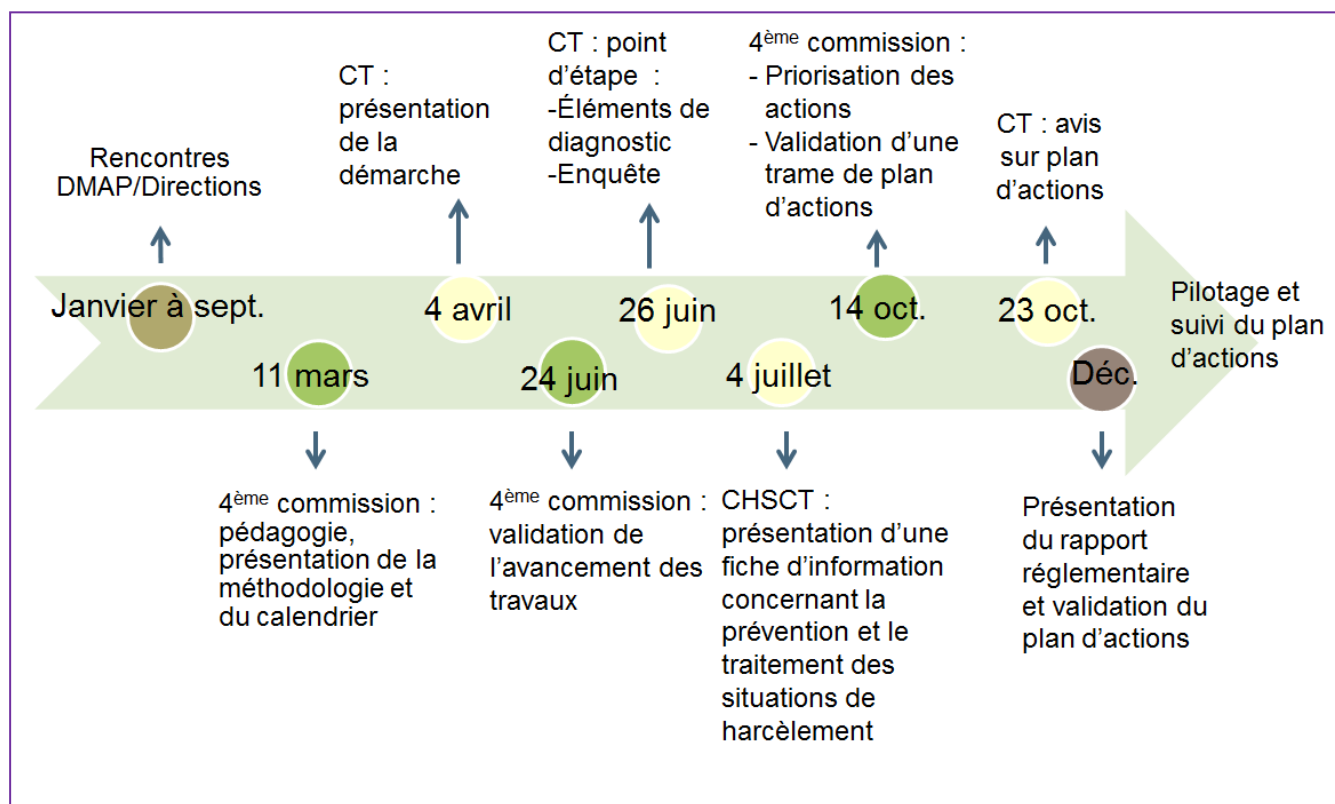 Rencontres
DMAP/Directions
CT :
présentation
de la
démarche
CT : point
d’étape :
-Éléments de
diagnostic
-Enquête
4ème commission :
- Priorisation des
actions
- Validation d’une
trame de plan
d’actions
CT : avis
sur plan
d’actions
Janvier à sept.
4 avril
26 juin
14 oct.
23 oct.
11 mars
24 juin
4 juillet
Déc.
Pilotage et
suivi du plan
d’actions
4ème commission :
pédagogie,
présentation de la
méthodologie et
du calendrier
4ème commission :
validation de
l’avancement des
travaux
CHSCT :
présentation d’une
fiche d’information
concernant la
prévention et le
traitement des
situations de
harcèlement
Présentation
du rapport
réglementaire
et validation du
plan d’actions